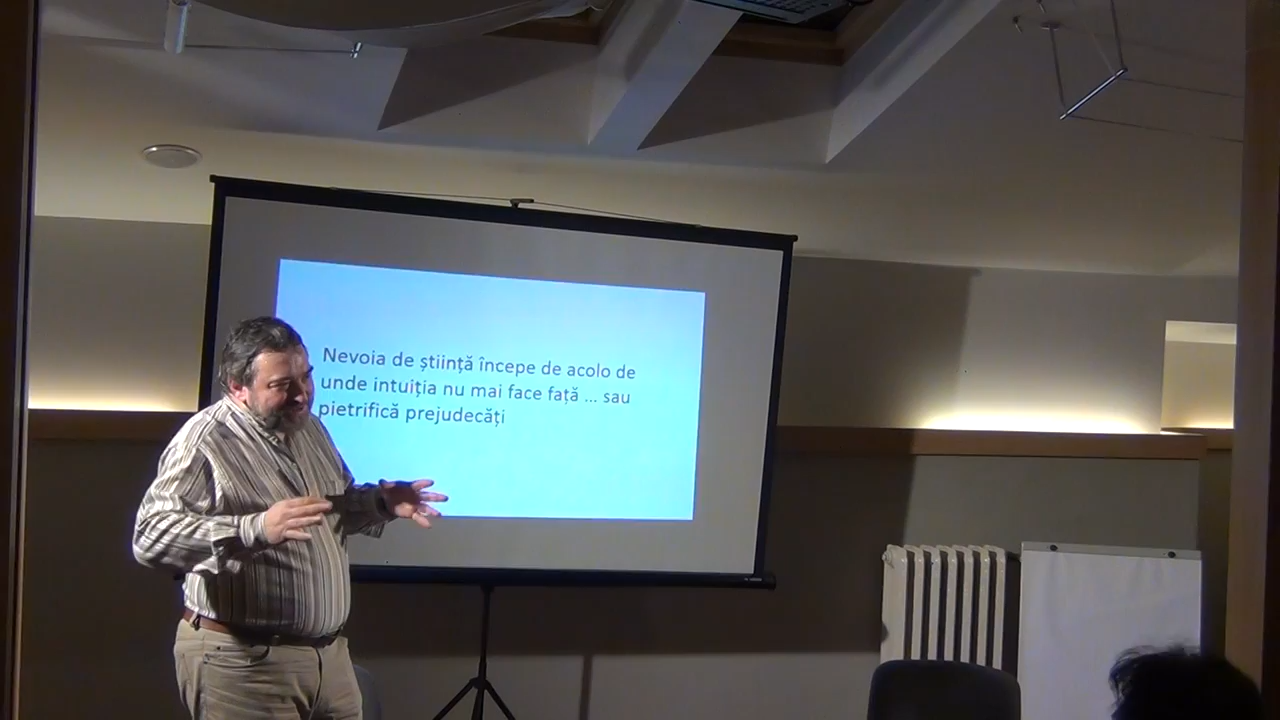 Nevoia de știință începe de acolo de
unde intuiția nu mai face față ... sau
pietrifică prejudecăți